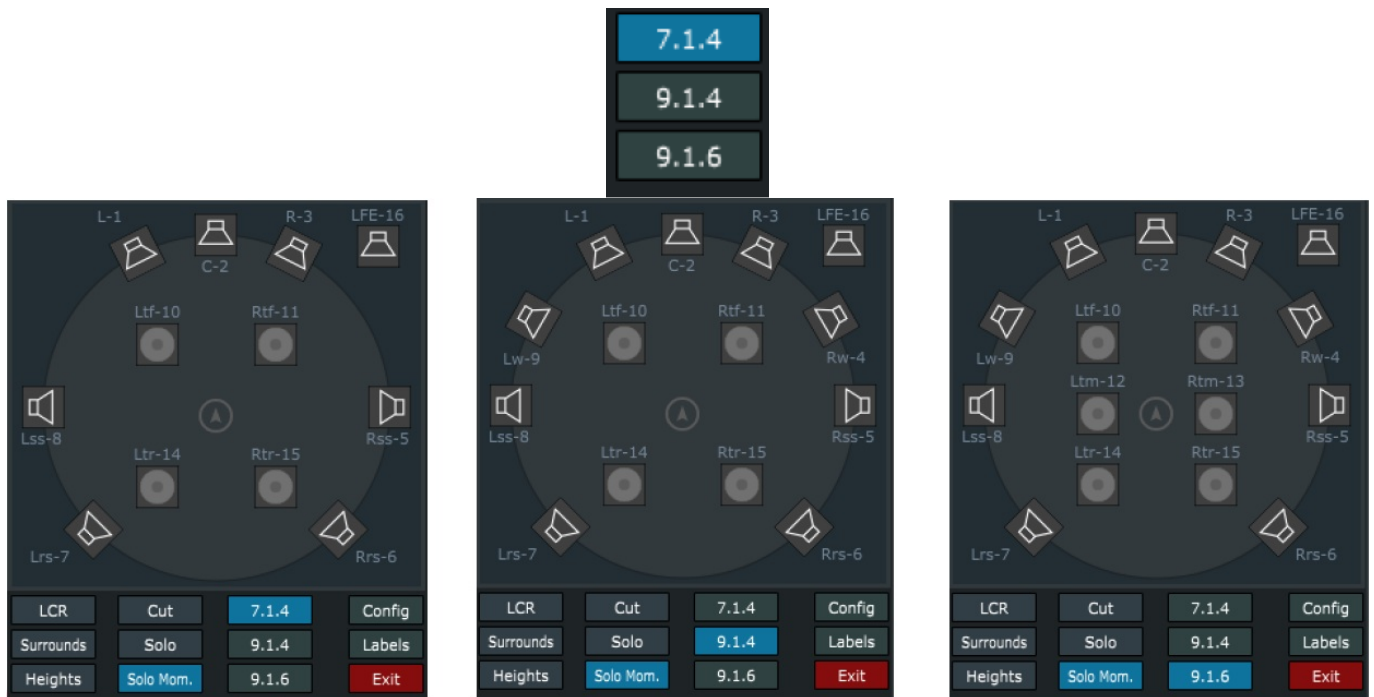 7.1.4
9.1.4
9.1.6
L-1
R-3
LFE-16
C-2
Ltf-10
Rtf-11
Lss-8
Rss-5
Ltr-14
Rtr-15
Lrs-7
Rrs-6
LCR
Cut
7.1.4
Config
Surrounds
Solo
9.1.4
Labels
Heights
Solo Mom.
9.1.6
Exit
L-1
R-3
LFE-16
C-2
Ltf-10
Rtf-11
Lw-9
Rw-4
Lss-8
Rss-5
Ltr-14
Rtr-15
Lrs-7
Rrs-6
LCR
Cut
7.1.4
Config
Surrounds
Solo
9.1.4
Labels
Heights
Solo Mom.
9.1.6
Exit
L-1
R-3
LFE-16
C-2
Ltf-10
Rtf-11
Lw-9
Rw-4
Ltm-12
Rtm-13
Lss-8
Rss-5
Ltr-14
Rtr-15
Lrs-7
Rrs-6
LCR
Cut
7.1.4
Config
Surrounds
Solo
9.1.4
Labels
Heights
Solo Mom.
9.1.6
Exit